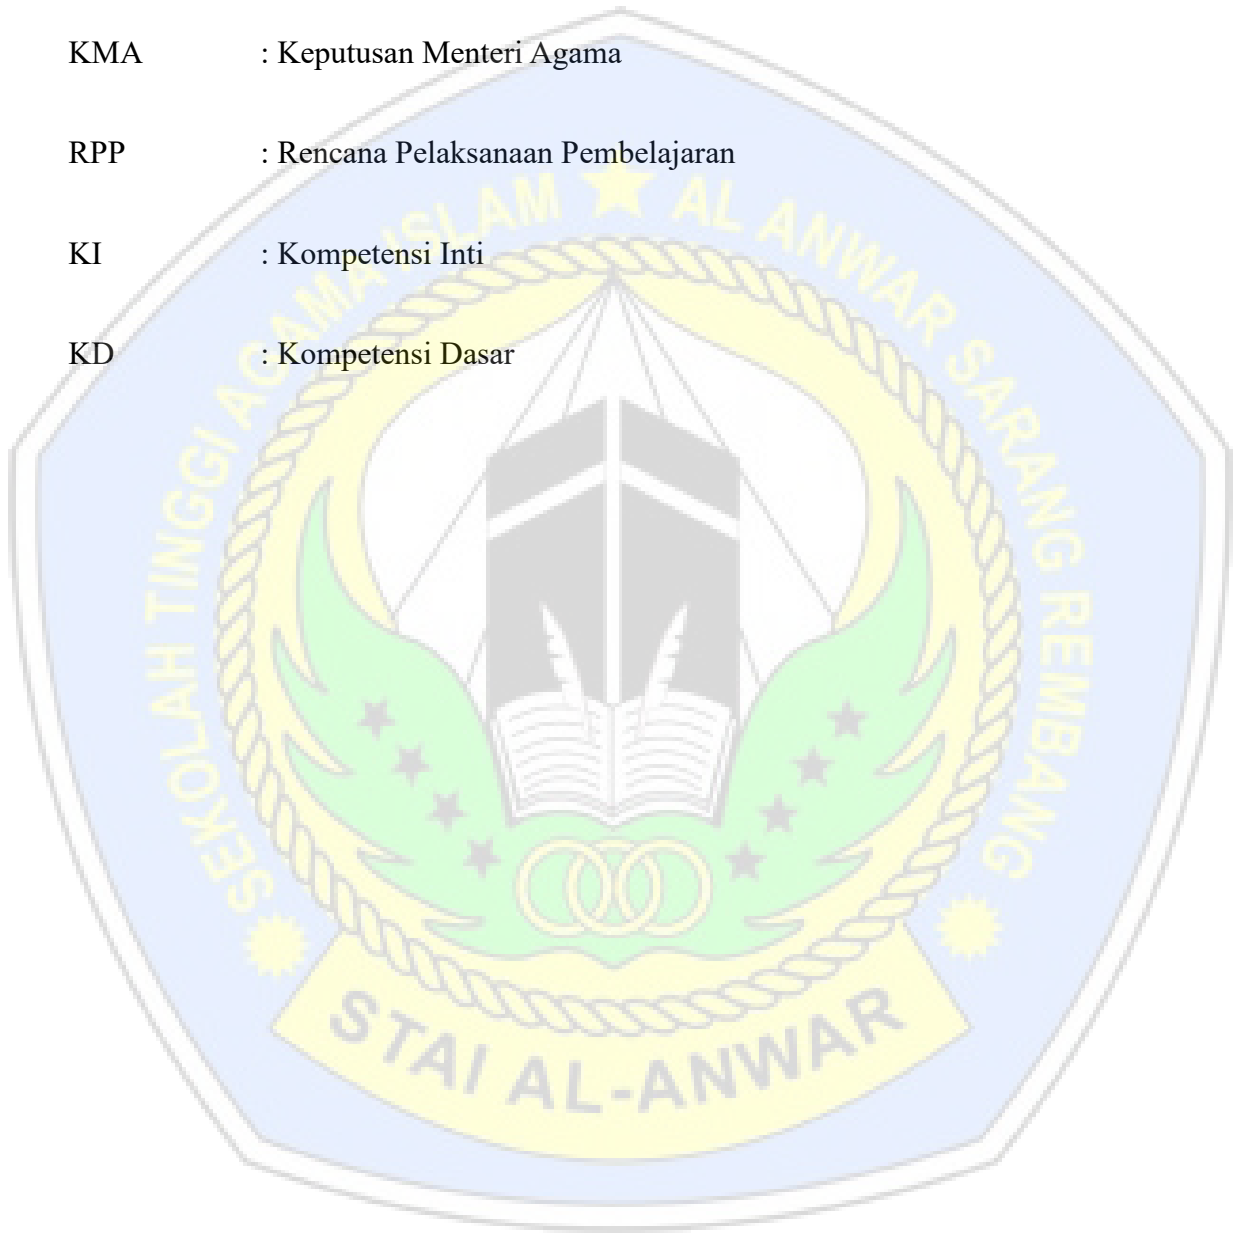 KMA : Keputusan Menteri Agama
RPP : Rencana Pelaksanaan Pembelajaran
KI : Kompetensi Inti
KD : Kompetensi Dasar
SEKOLAH TINGGI AGAMA ISLAM ★ AL ANWAR SARANG REMBANG
STAI AL-ANWAR